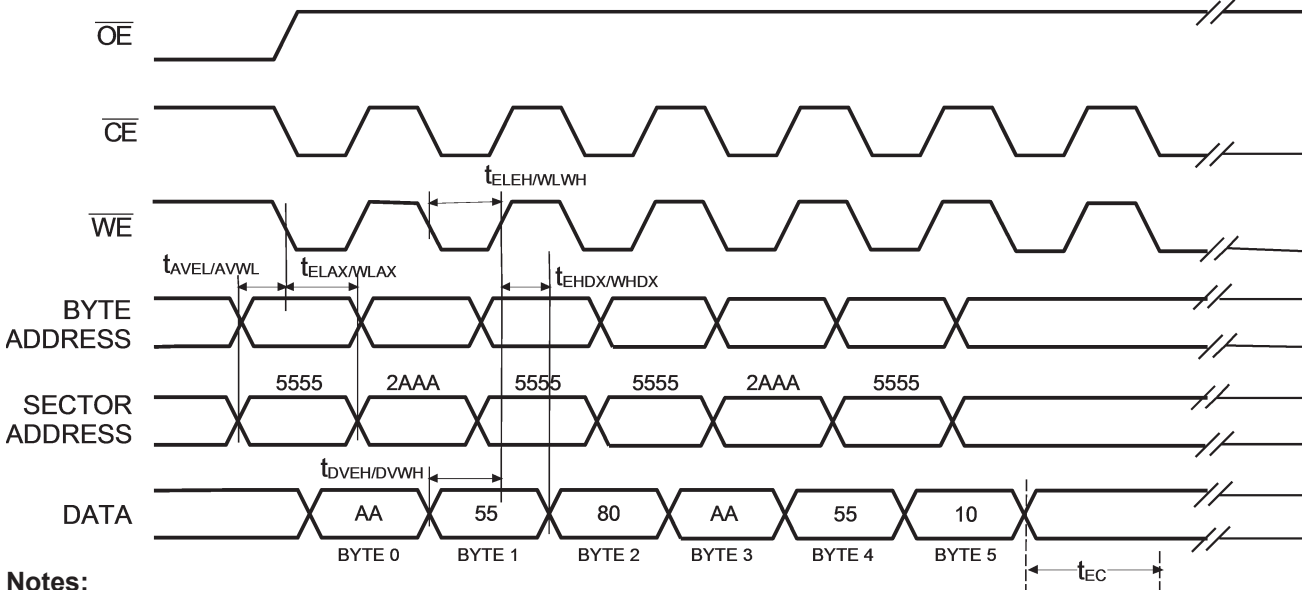 OE
CE
tELEH/WLWH
WE
tAVEL/AVWL tELAX/WLAX
tEHDX/WHDX
BYTE
ADDRESS
5555 2AAA 5555 5555 2AAA 5555
SECTOR
ADDRESS
tDVEH/DVWH
DATA AA 55 80 AA 55 10
BYTE 0 BYTE 1 BYTE 2 BYTE 3 BYTE 4 BYTE 5
tEC
Notes: